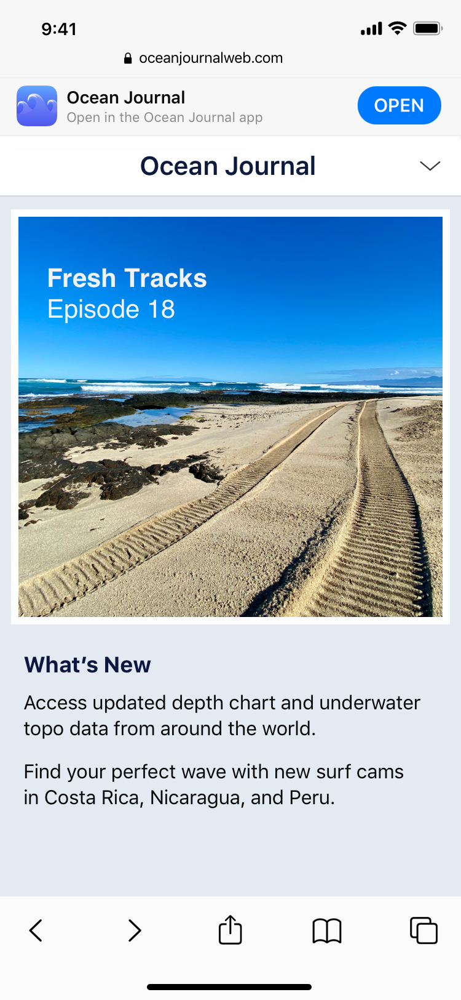 9:41
oceanjournalweb.com
Ocean Journal
Open in the Ocean Journal app
OPEN
Ocean Journal
Fresh Tracks
Episode 18
What's New
Access updated depth chart and underwater
topo data from around the world.
Find your perfect wave with new surf cams
in Costa Rica, Nicaragua, and Peru.